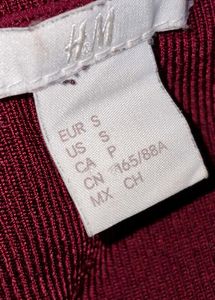 H&M
EUR S
US S
CA P
CN 165/88A
MX CH